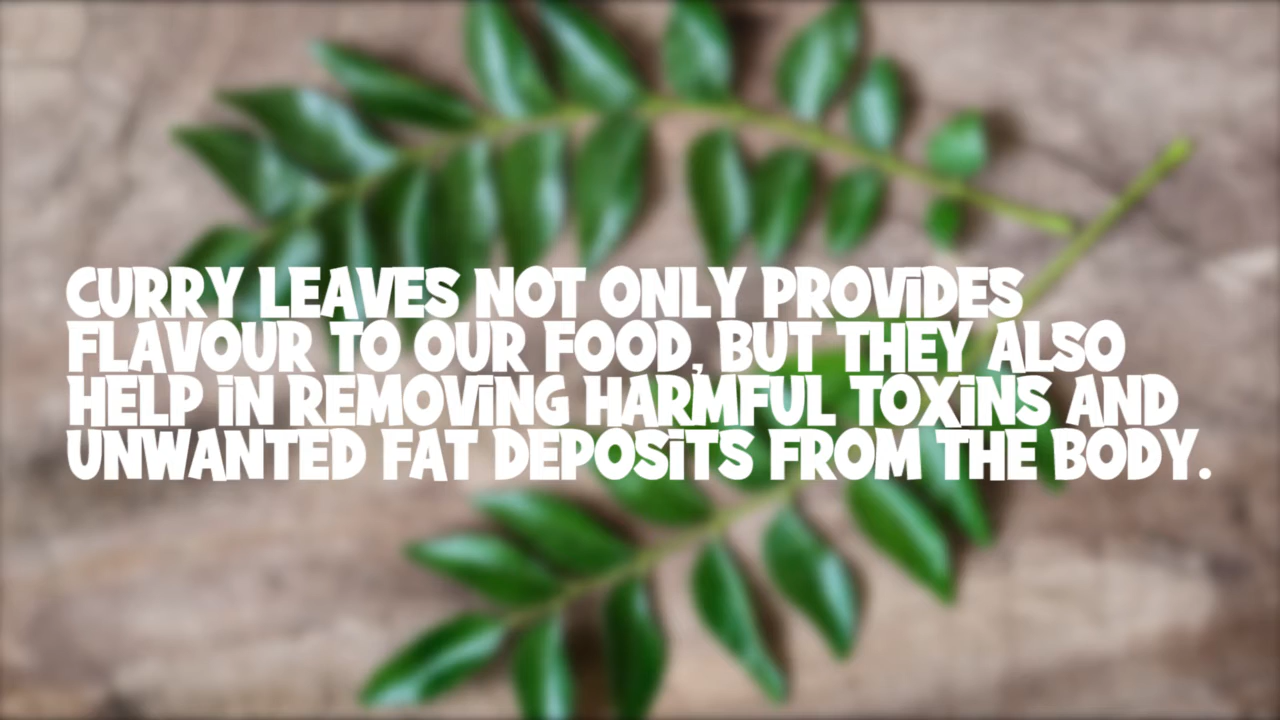 CURRY LEAVES NOT ONLY PROVIDES
FLAVOUR TO OUR FOOD, BUT THEY ALSO
HELP IN REMOVING HARMFUL TOXINS AND
UNWANTED FAT DEPOSITS FROM THE BODY.